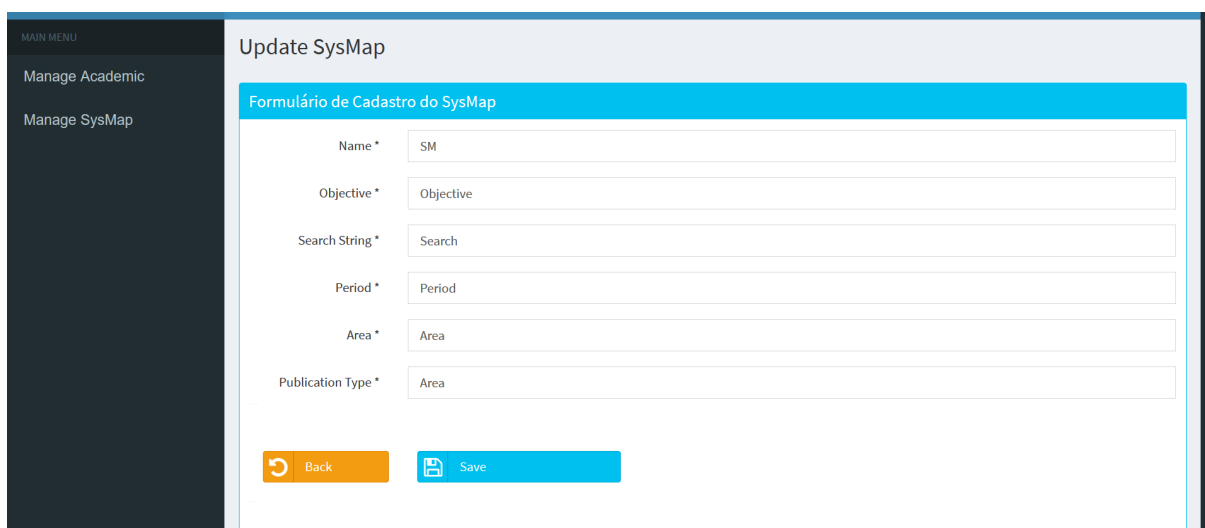 MAIN MENU
Manage Academic
Manage SysMap
Update SysMap
Formulário de Cadastro do SysMap
Name * SM
Objective * Objective
Search String * Search
Period * Period
Area * Area
Publication Type * Area
Back Save